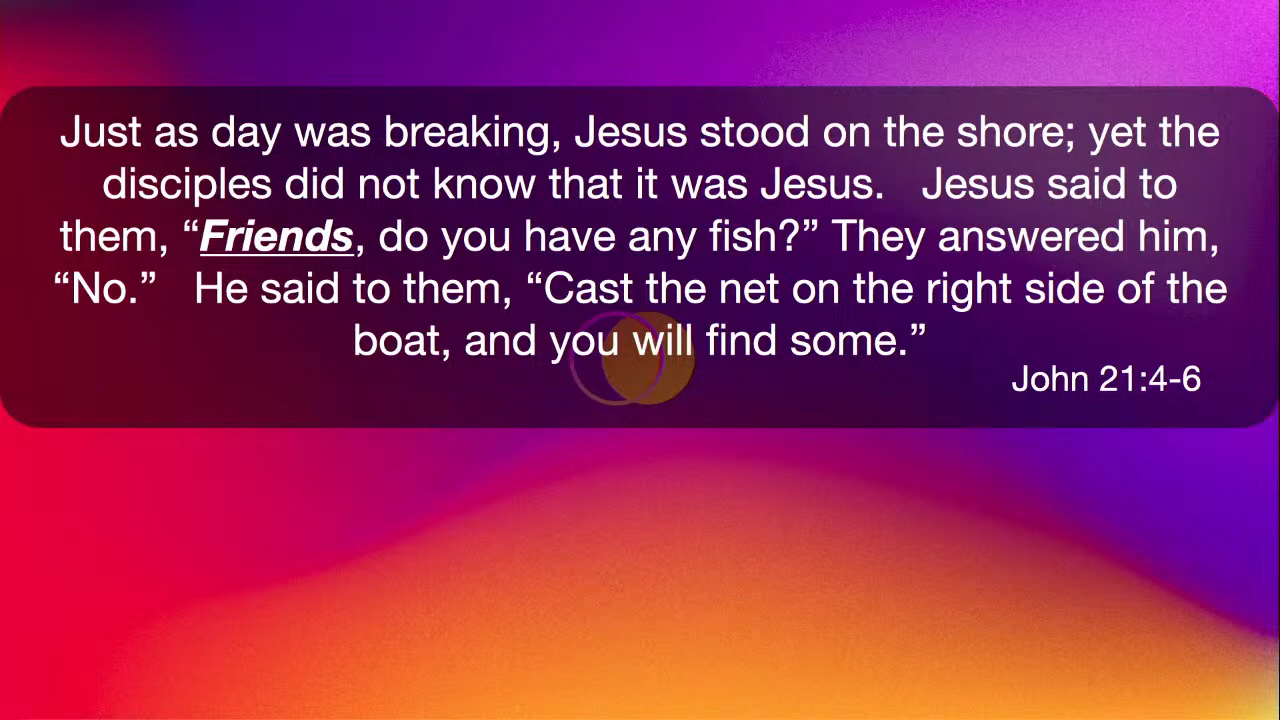 Just as day was breaking, Jesus stood on the shore; yet the
disciples did not know that it was Jesus.   Jesus said to
them, “Friends, do you have any fish?” They answered him,
“No.”   He said to them, “Cast the net on the right side of the
boat, and you will find some.”
John 21:4-6